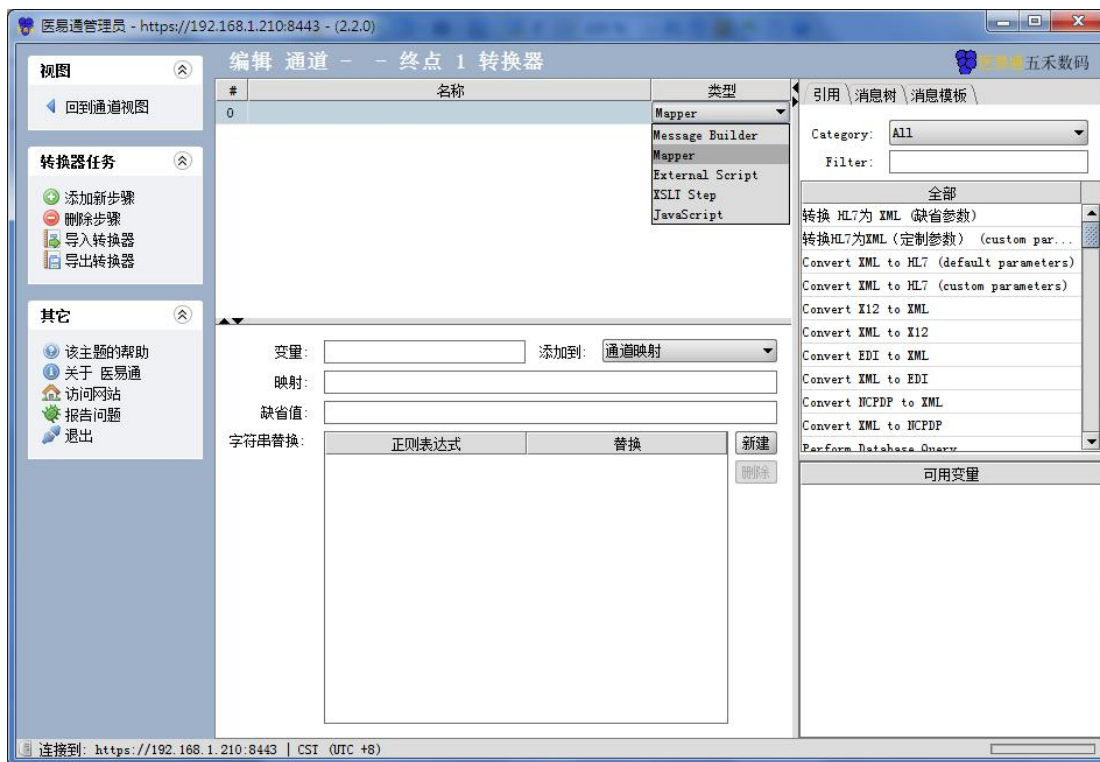 医易通管理员 - https://192.168.1.210:8443 - (2.2.0)
编辑 通道 - - 终点 1 转换器
五禾数码
视图
回到通道视图
转换器任务
添加新步骤
删除步骤
导入转换器
导出转换器
其它
该主题的帮助
关于 医易通
访问网站
报告问题
退出
# 名称 类型
0 Mapper
Message Builder
Mapper
External Script
XSLT Step
JavaScript
变量: 添加到: 通道映射
映射:
缺省值:
字符串替换: 正则表达式 替换 新建
删除
引用 消息树 消息模板
Category: All
Filter:
全部
转换 HL7为 XML (缺省参数)
转换HL7为XML (定制参数) (custom par...
Convert XML to HL7 (default parameters)
Convert XML to HL7 (custom parameters)
Convert X12 to XML
Convert XML to X12
Convert EDI to XML
Convert XML to EDI
Convert NCPDP to XML
Convert XML to NCPDP
Perform Database Query
可用变量
连接到: https://192.168.1.210:8443 | CST (UTC +8)